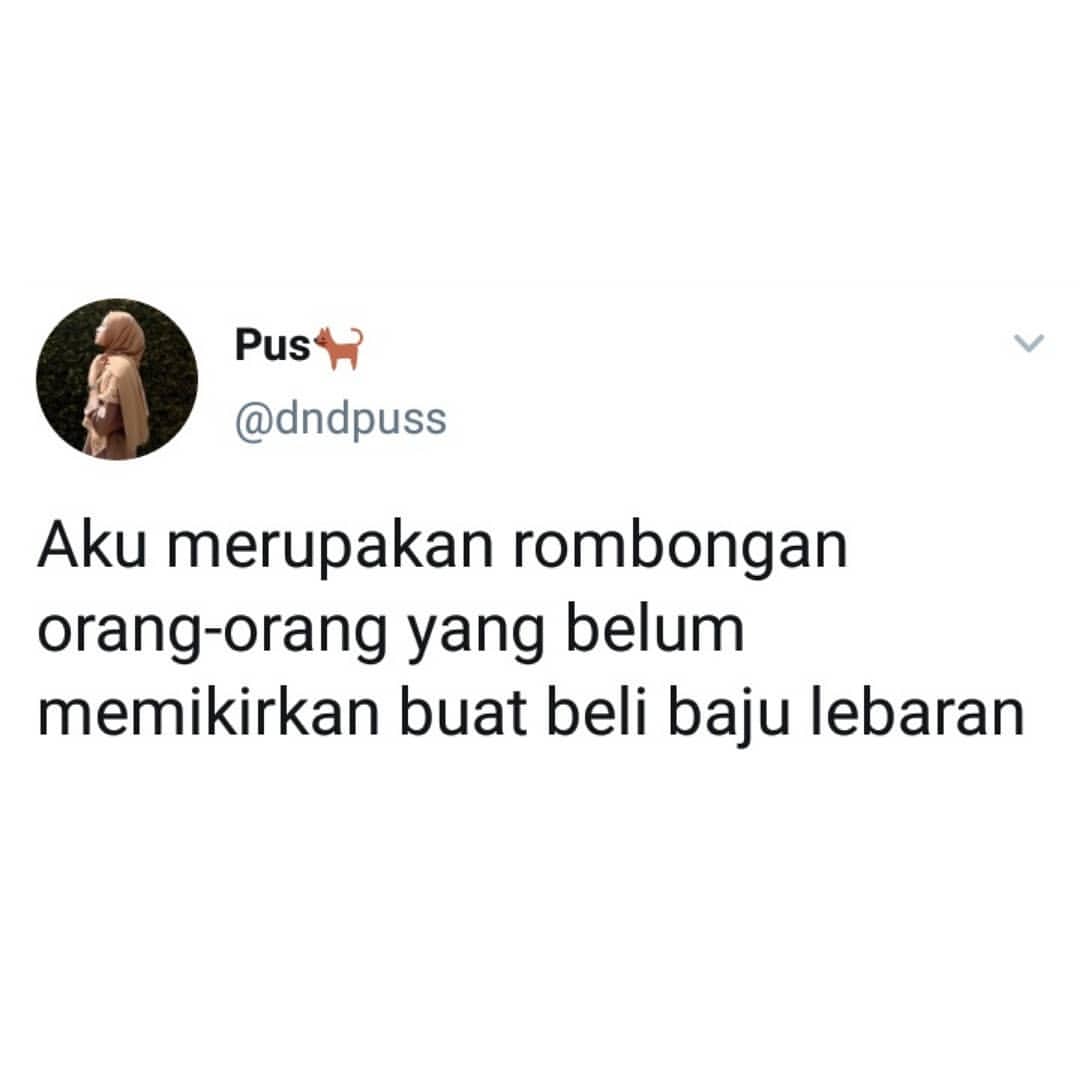 Pus🐕
@dndpuss
Aku merupakan rombongan
orang-orang yang belum
memikirkan buat beli baju lebaran